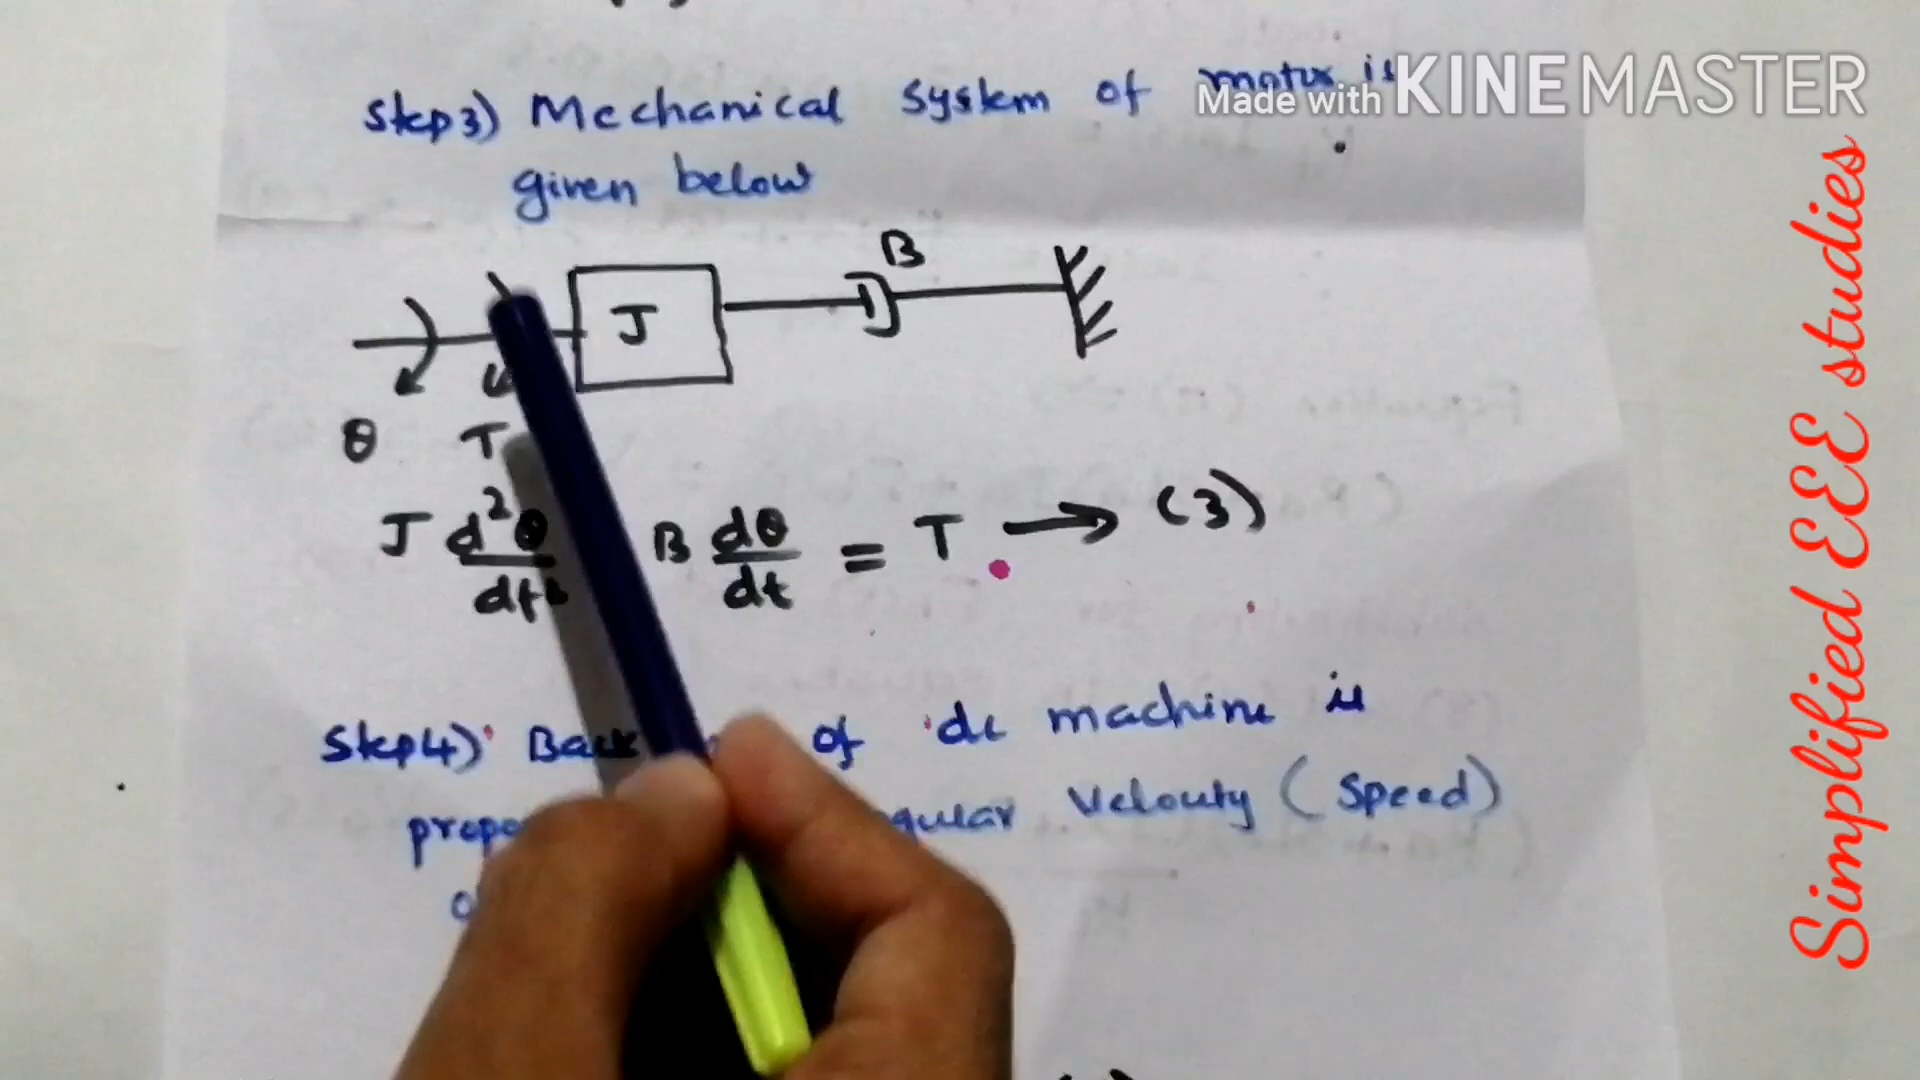 Step3) Mechanical system of motor is
given below
B
J
θ T
J d²θ/dt² B dθ/dt = T → (3)
Step4) Back of dc machine is
velouty (speed)
Made with KINEMASTER
Simplified EEE studies